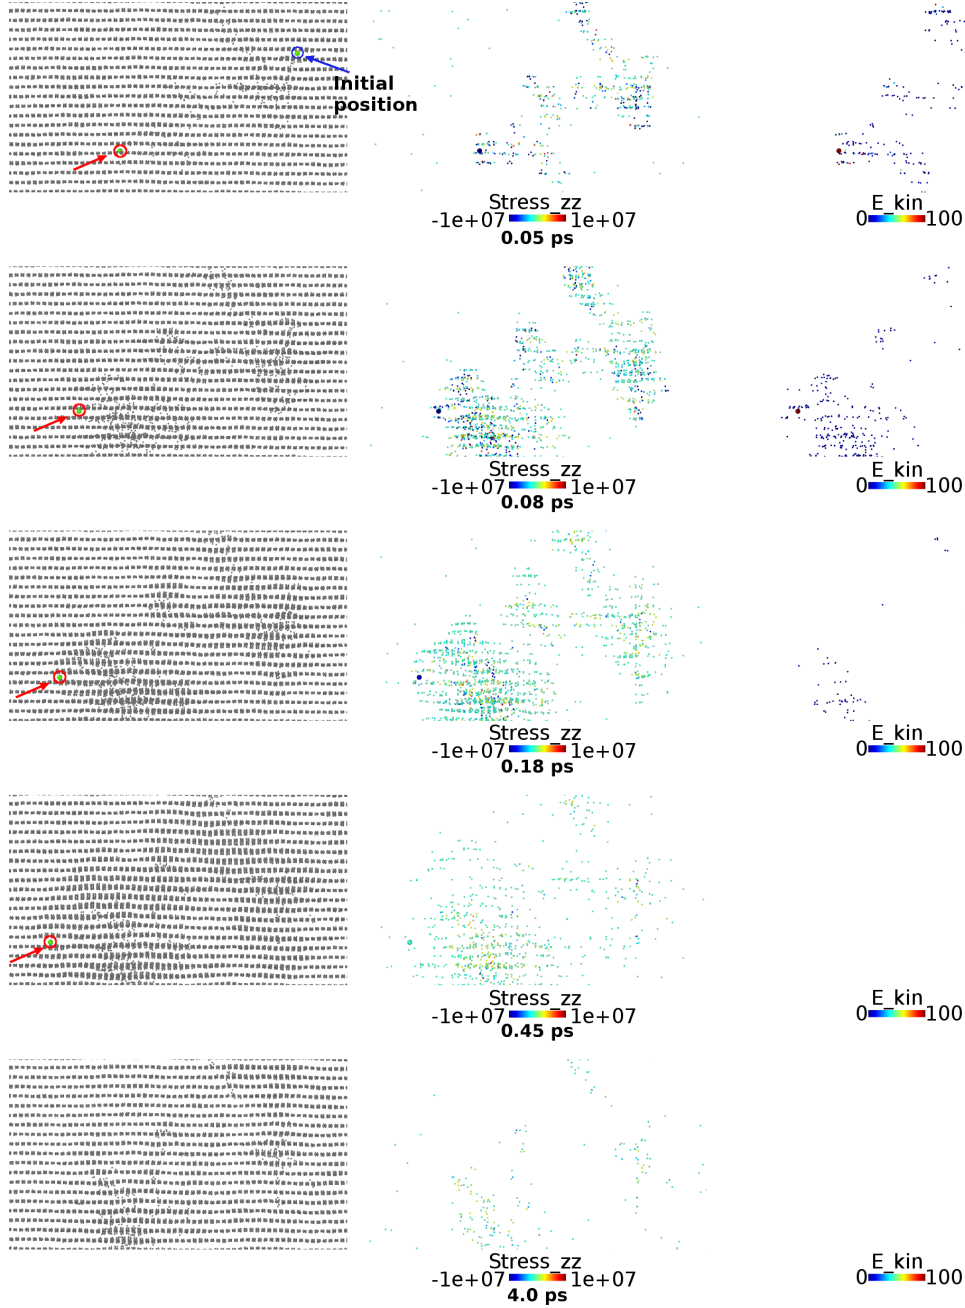 Initial
position
Stress_zz
-1e+07 1e+07
0.05 ps
E_kin
0 100
Stress_zz
-1e+07 1e+07
0.08 ps
E_kin
0 100
Stress_zz
-1e+07 1e+07
0.18 ps
E_kin
0 100
Stress_zz
-1e+07 1e+07
0.45 ps
E_kin
0 100
Stress_zz
-1e+07 1e+07
4.0 ps
E_kin
0 100